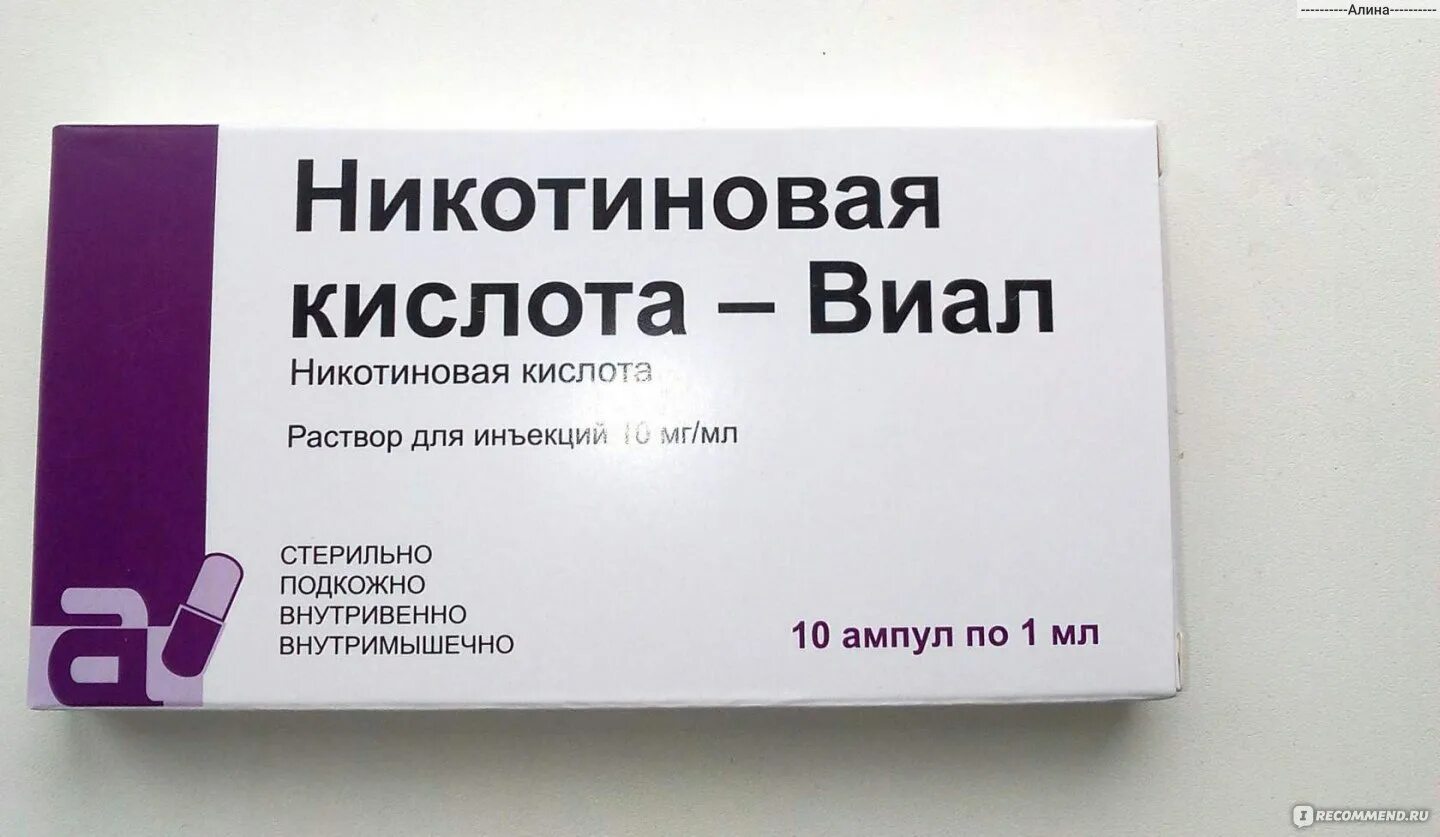 ----------Алина----------
Никотиновая
кислота – Виал
Никотиновая кислота
Раствор для инъекций 10 мг/мл
СТЕРИЛЬНО
ПОДКОЖНО
ВНУТРИВЕННО
ВНУТРИМЫШЕЧНО
10 ампул по 1 мл
a
IRECOMMEND.RU